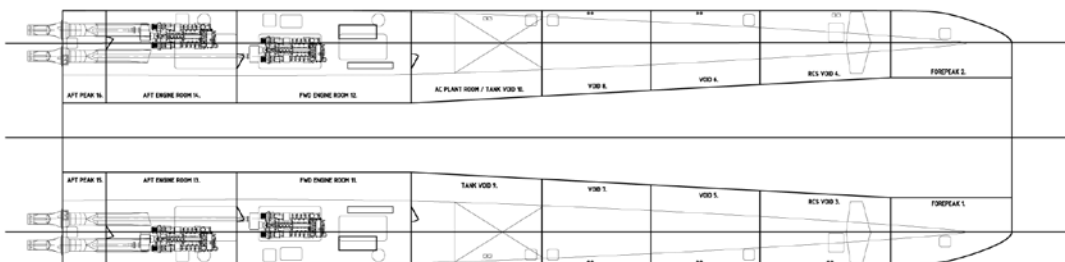 AFT PEAK 16.
AFT ENGINE ROOM 14.
FWD ENGINE ROOM 12.
AC PLANT ROOM / TANK VOID 10.
VOID 8.
VOID 6.
RCS VOID 4.
FOREPEAK 2.
AFT PEAK 15.
AFT ENGINE ROOM 13.
FWD ENGINE ROOM 11.
TANK VOID 9.
VOID 7.
VOID 5.
RCS VOID 3.
FOREPEAK 1.